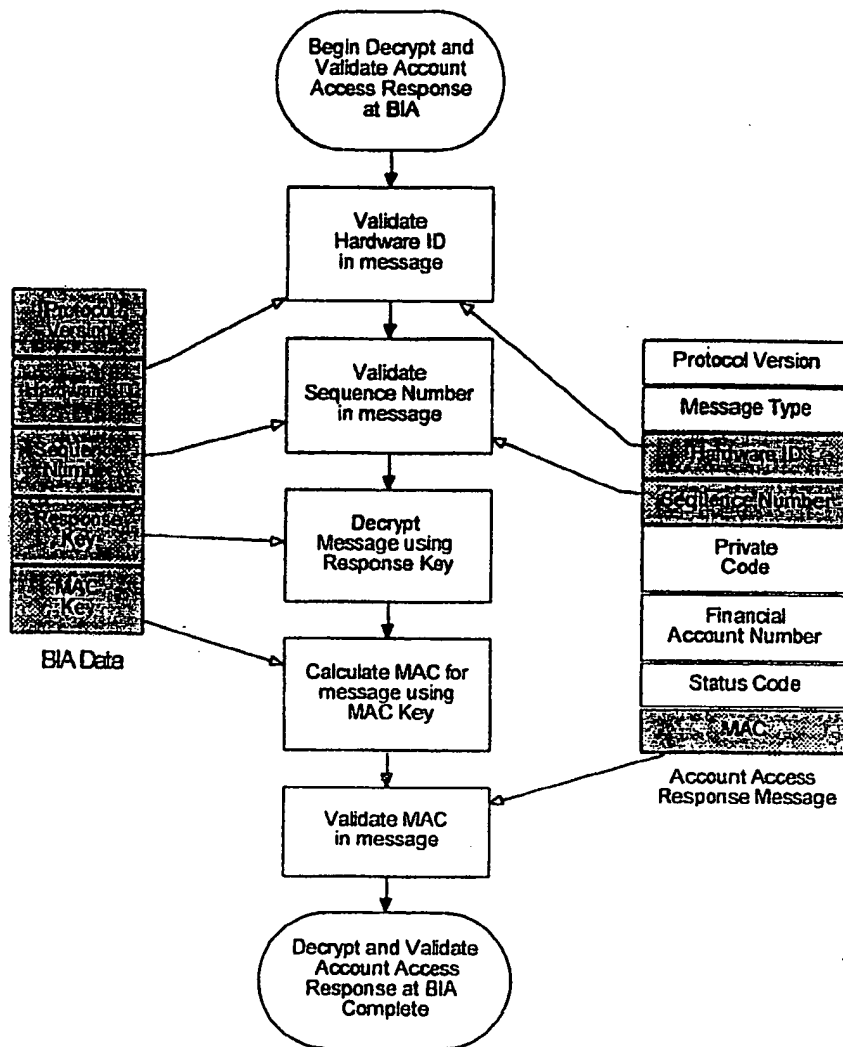 Begin Decrypt and
Validate Account
Access Response
at BIA
Validate
Hardware ID
in message
Validate
Sequence Number
in message
Decrypt
Message using
Response Key
Calculate MAC for
message using
MAC Key
Validate MAC
in message
Decrypt and Validate
Account Access
Response at BIA
Complete
Protocol
Version
Hardware ID
Sequence
Number
Response
Key
MAC
Key
BIA Data
Protocol Version
Message Type
Hardware ID
Sequence Number
Private
Code
Financial
Account Number
Status Code
MAC
Account Access
Response Message